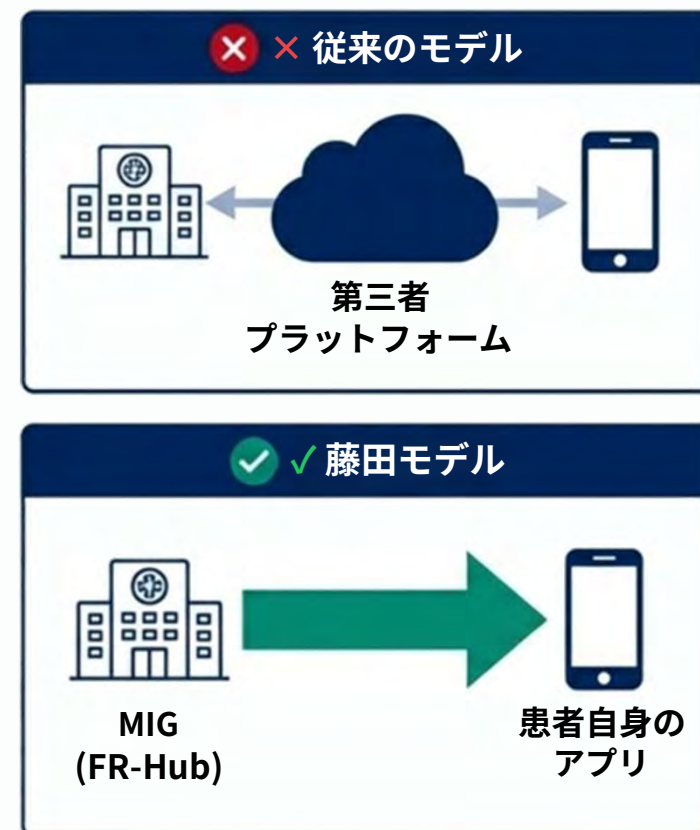 × 従来のモデル
第三者
プラットフォーム
✓ 藤田モデル
MIG
(FR-Hub)
患者自身の
アプリ